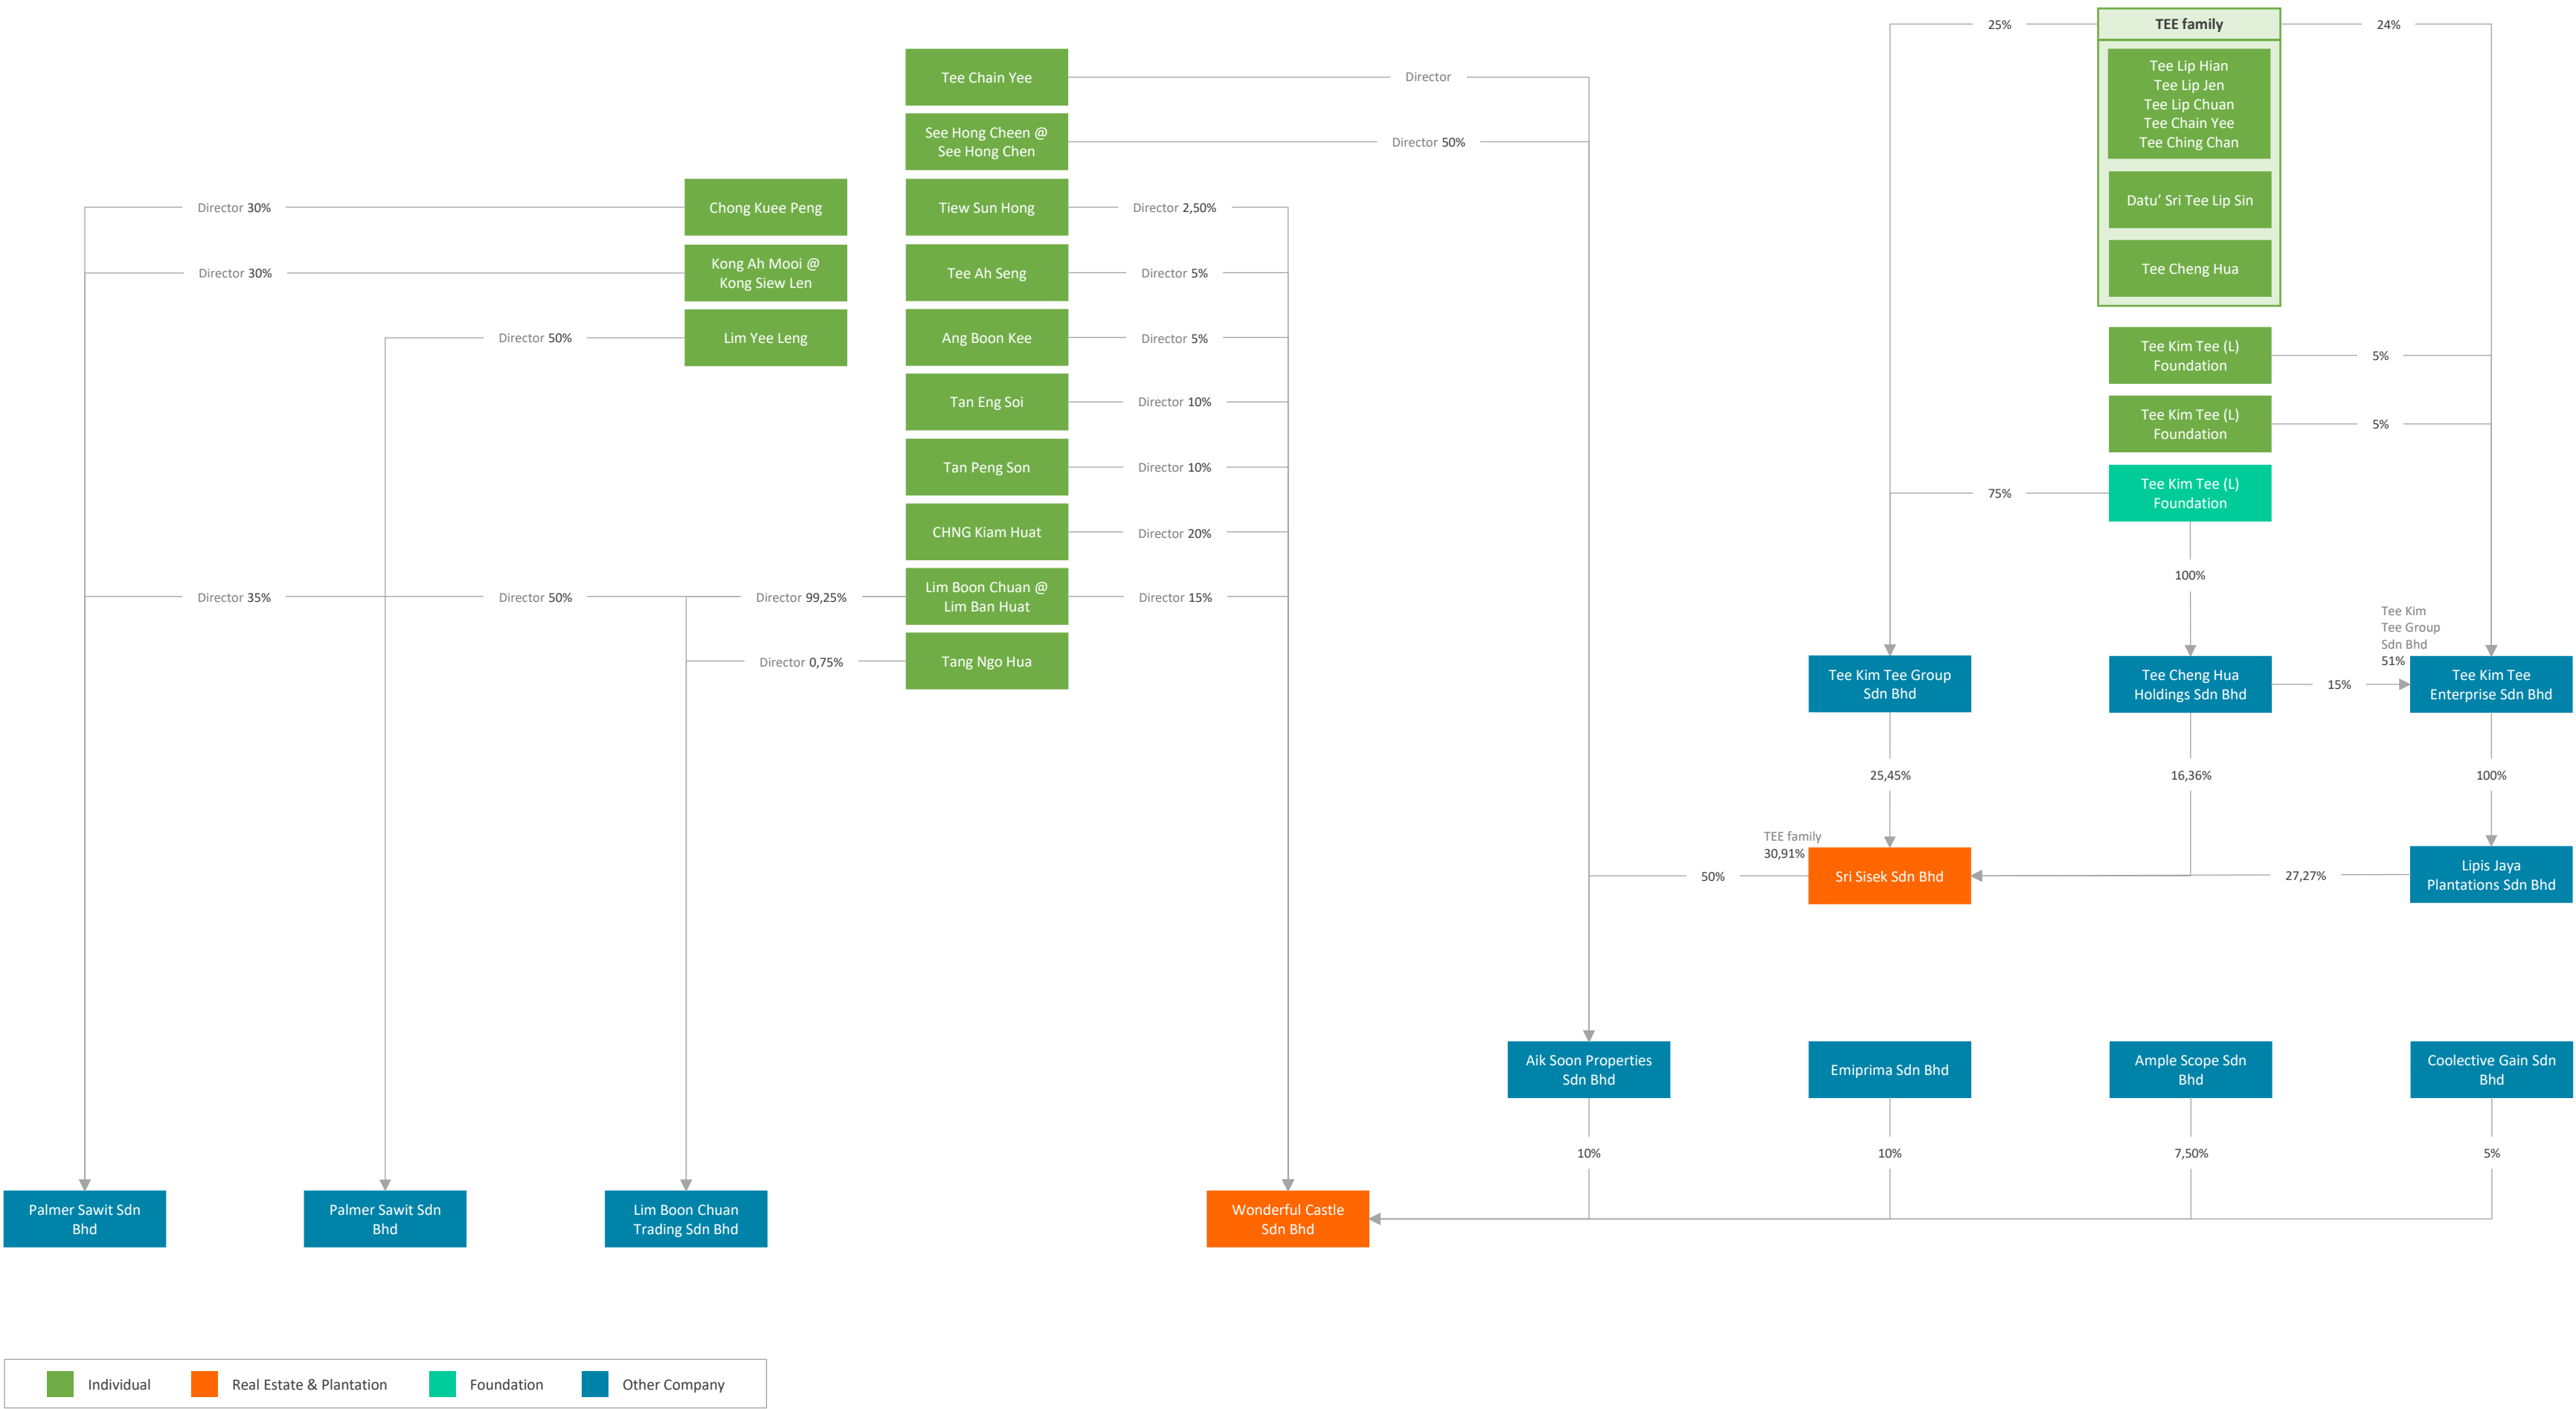 25%
TEE family
24%
Tee Lip Hian
Tee Lip Jen
Tee Lip Chuan
Tee Chain Yee
Tee Ching Chan
Tee Chain Yee
Director
See Hong Cheen @
See Hong Chen
Director 50%
Datu’ Sri Tee Lip Sin
Director 30%
Chong Kuee Peng
Tiew Sun Hong
Director 2,50%
Tee Cheng Hua
Director 30%
Kong Ah Mooi @
Kong Siew Len
Tee Ah Seng
Director 5%
Director 50%
Lim Yee Leng
Ang Boon Kee
Director 5%
Tee Kim Tee (L)
Foundation
5%
Tan Eng Soi
Director 10%
Tee Kim Tee (L)
Foundation
5%
Tan Peng Son
Director 10%
75%
Tee Kim Tee (L)
Foundation
CHNG Kiam Huat
Director 20%
100%
Director 35%
Director 50%
Director 99,25%
Lim Boon Chuan @
Lim Ban Huat
Director 15%
Tee Kim
Tee Group
Sdn Bhd
51%
Director 0,75%
Tang Ngo Hua
Tee Kim Tee Group
Sdn Bhd
Tee Cheng Hua
Holdings Sdn Bhd
15%
Tee Kim Tee
Enterprise Sdn Bhd
25,45%
16,36%
100%
TEE family
30,91%
50%
Sri Sisek Sdn Bhd
27,27%
Lipis Jaya
Plantations Sdn Bhd
Aik Soon Properties
Sdn Bhd
Emiprima Sdn Bhd
Ample Scope Sdn
Bhd
Coolective Gain Sdn
Bhd
10%
10%
7,50%
5%
Palmer Sawit Sdn
Bhd
Palmer Sawit Sdn
Bhd
Lim Boon Chuan
Trading Sdn Bhd
Wonderful Castle
Sdn Bhd
Individual
Real Estate & Plantation
Foundation
Other Company